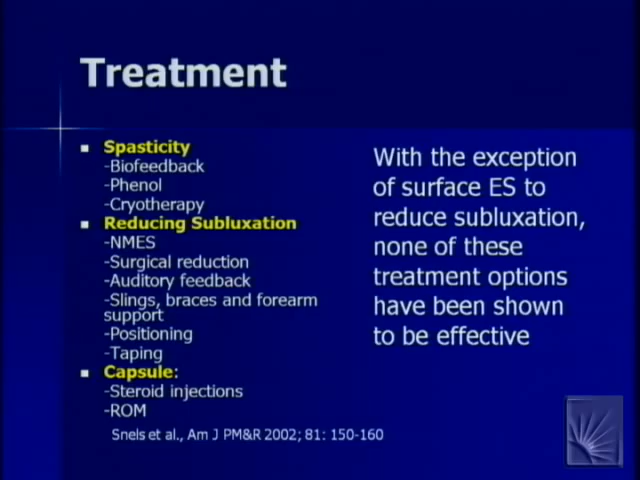 Treatment
Spasticity
-Biofeedback
-Phenol
-Cryotherapy
Reducing Subluxation
-NMES
-Surgical reduction
-Auditory feedback
-Slings, braces and forearm
support
-Positioning
-Taping
Capsule:
-Steroid injections
-ROM
Snels et al., Am J PM&R 2002; 81: 150-160
With the exception
of surface ES to
reduce subluxation,
none of these
treatment options
have been shown
to be effective